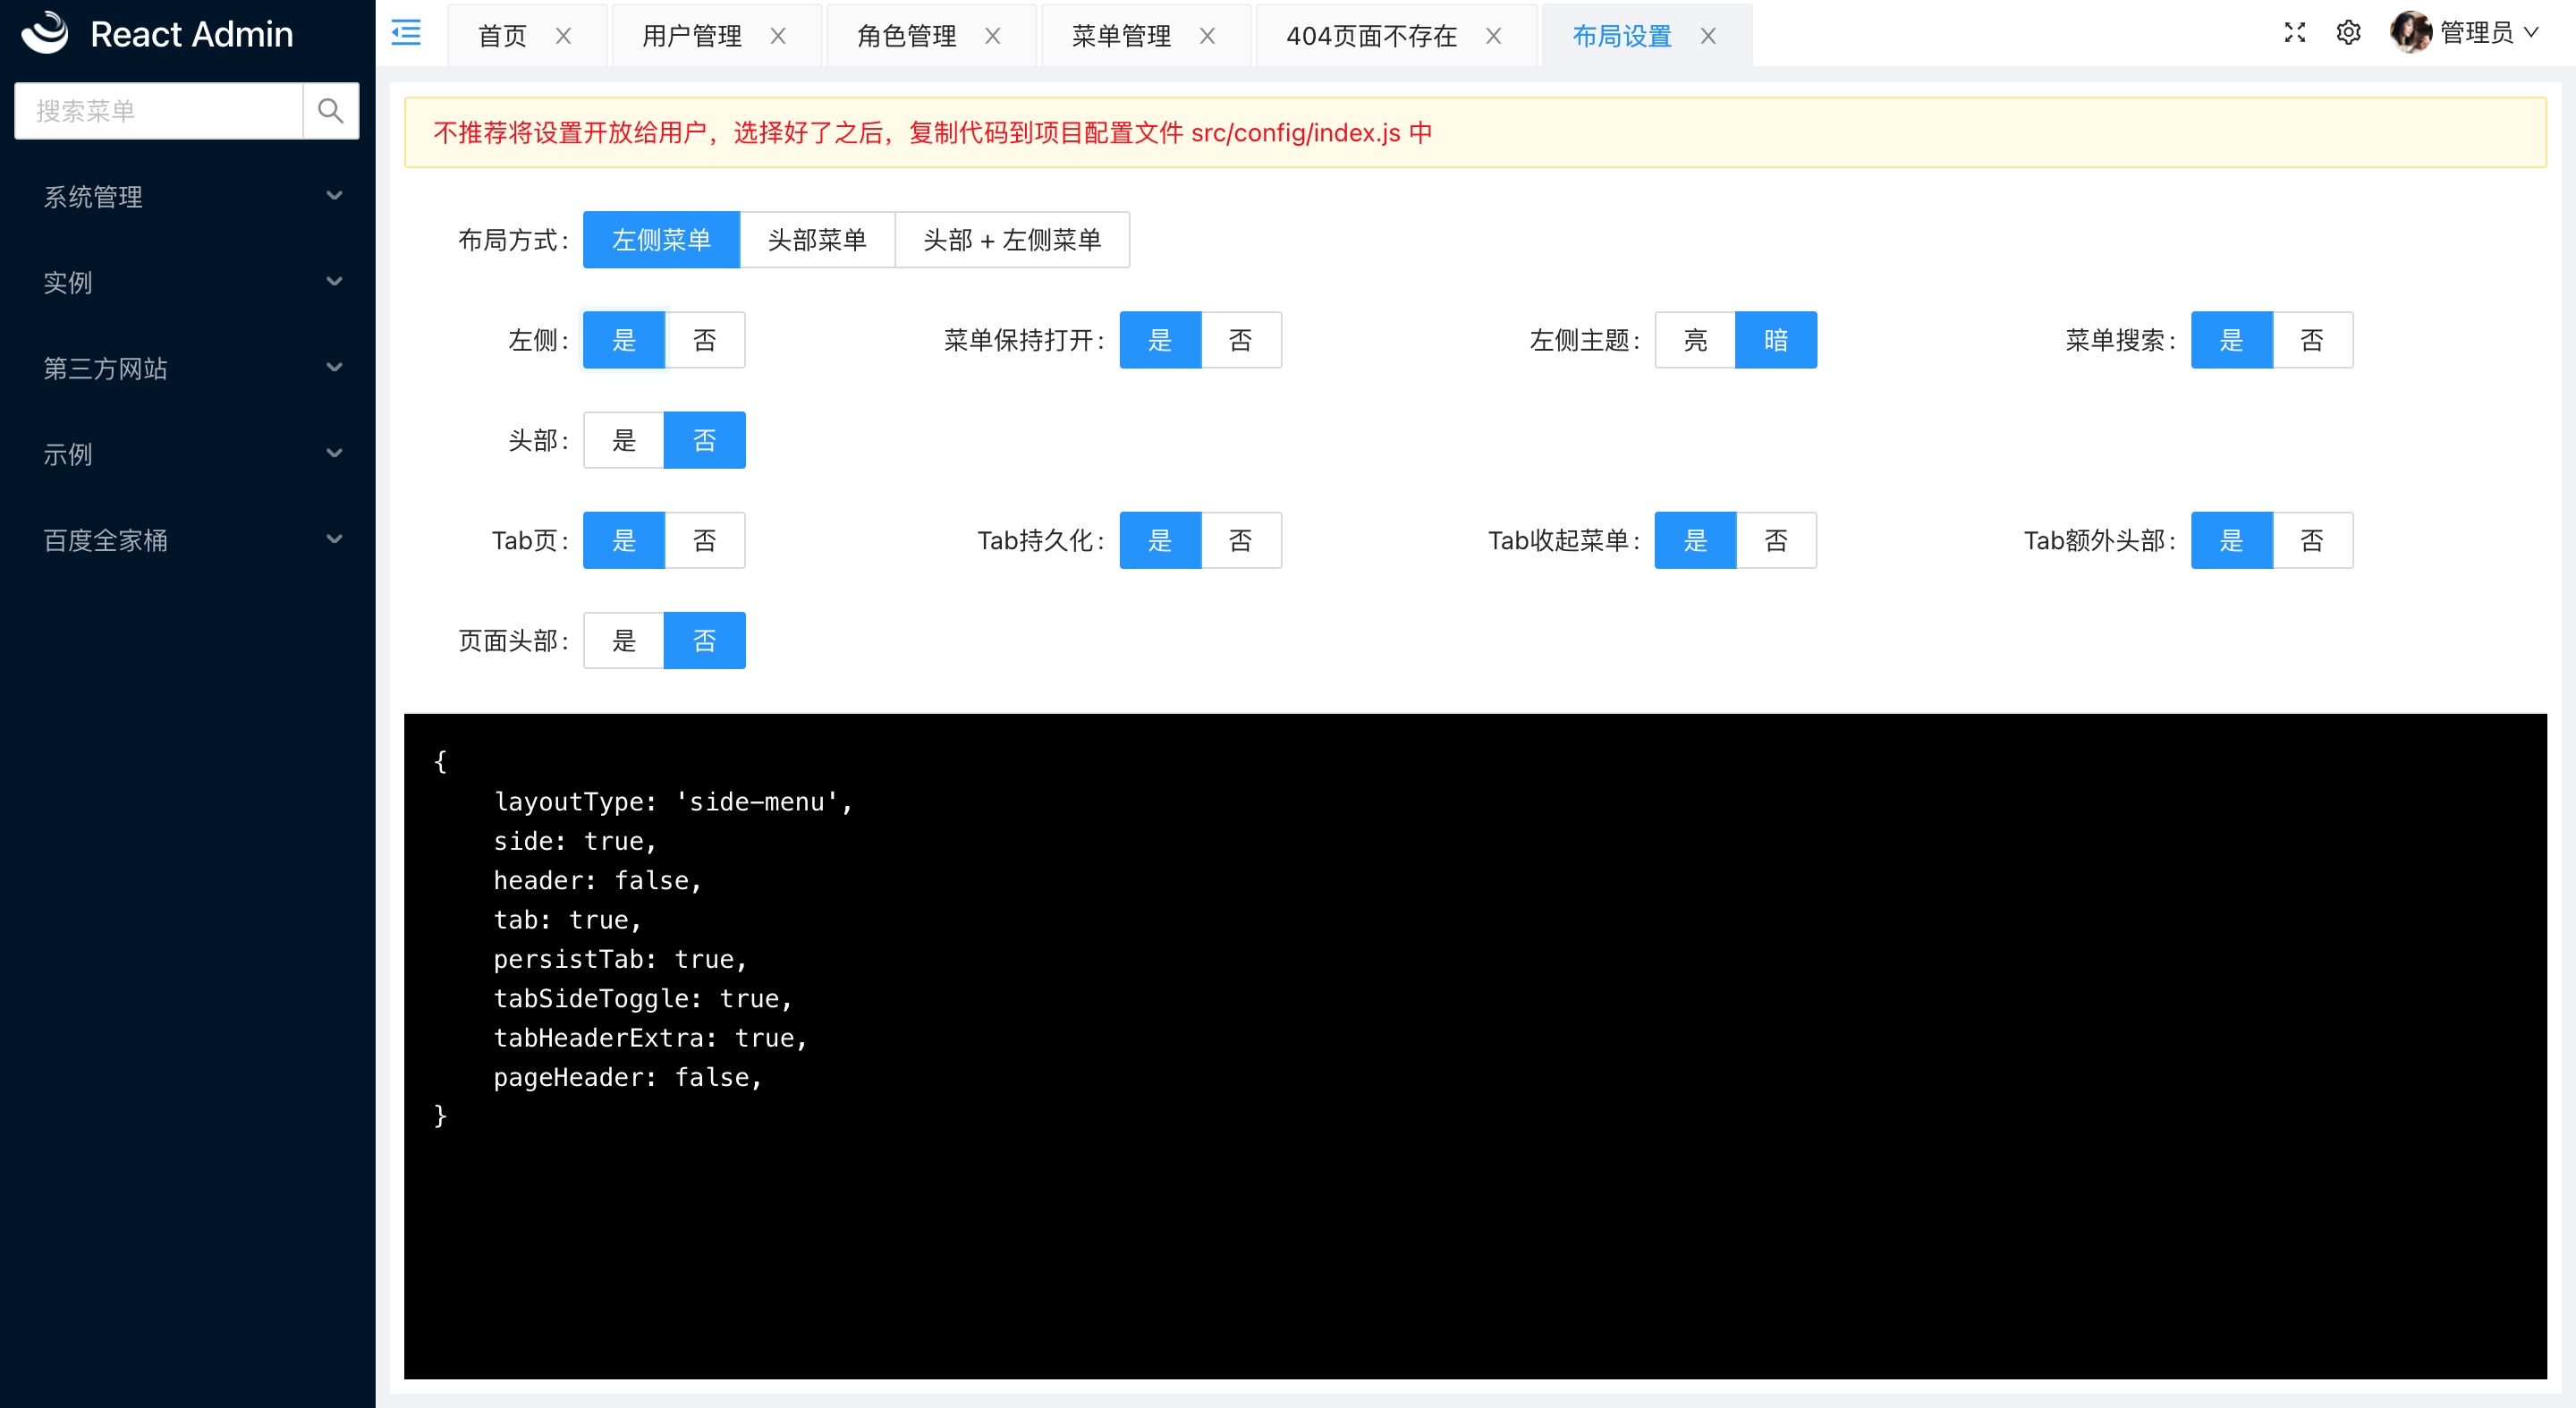 React Admin
首页
用户管理
角色管理
菜单管理
404页面不存在
布局设置
管理员
搜索菜单
系统管理
实例
第三方网站
示例
百度全家桶
不推荐将设置开放给用户，选择好了之后，复制代码到项目配置文件 src/config/index.js 中
布局方式: 左侧菜单 头部菜单 头部 + 左侧菜单
左侧: 是 否 菜单保持打开: 是 否 左侧主题: 亮 暗 菜单搜索: 是 否
头部: 是 否
Tab页: 是 否 Tab持久化: 是 否 Tab收起菜单: 是 否 Tab额外头部: 是 否
页面头部: 是 否
{
layoutType: 'side-menu',
side: true,
header: false,
tab: true,
persistTab: true,
tabSideToggle: true,
tabHeaderExtra: true,
pageHeader: false,
}